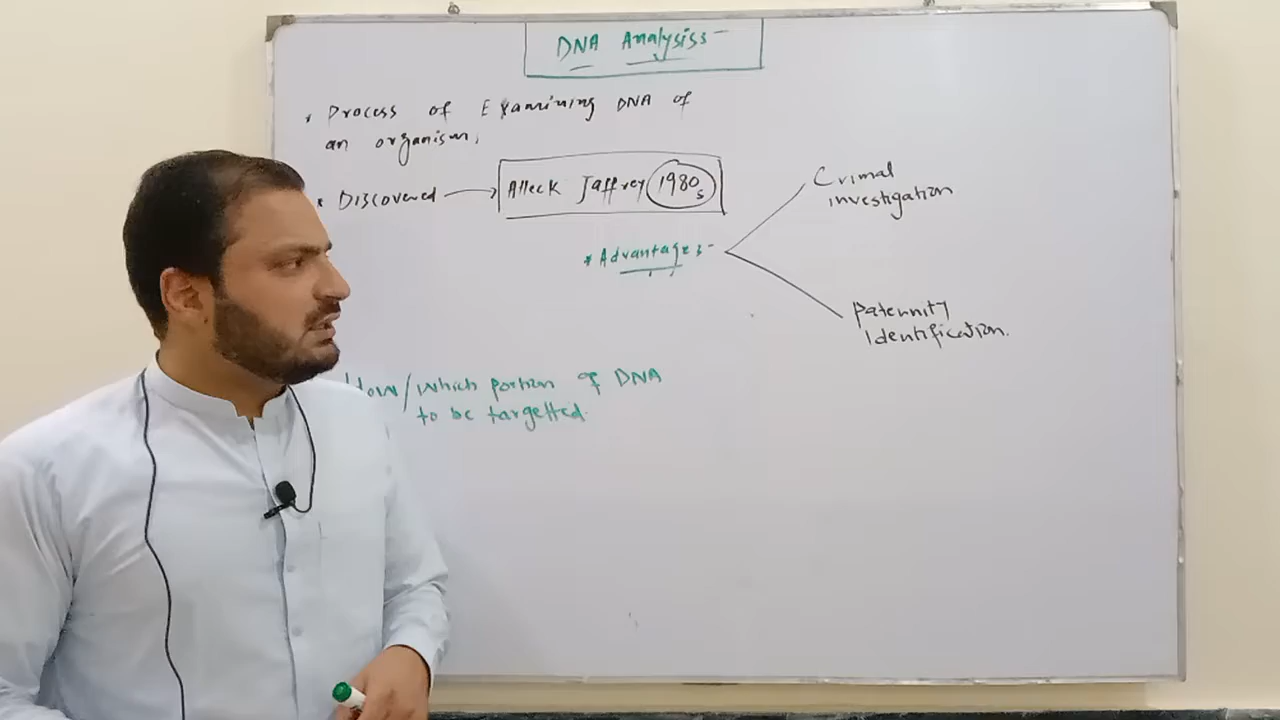 DNA Analysiss-
* Process of Examining DNA of
an organism,
* Discovered → Alleck Jaffrey 1980s
* Advantages-
Crimal
investigation
Paternity
Identification.
How/Which portion of DNA
to be targetted.